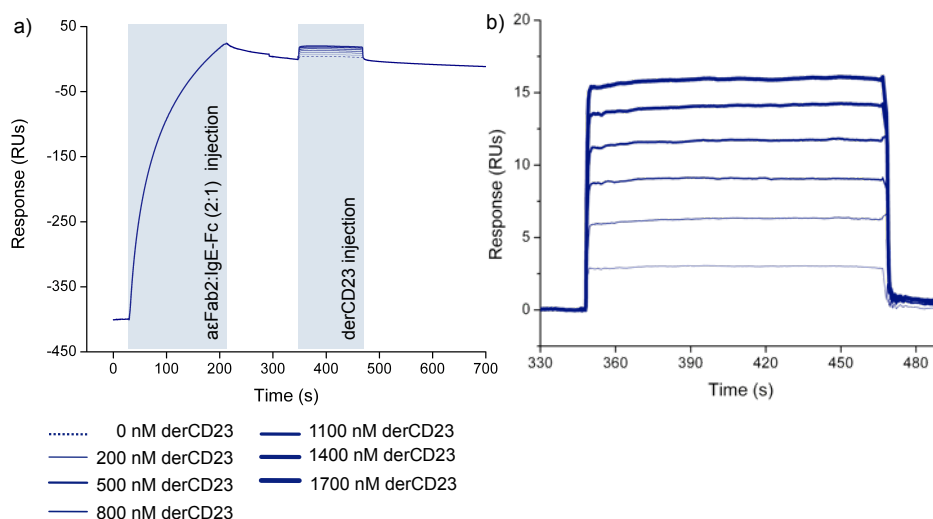 a)
50
-50
-150
-250
-350
-450
Response (RUs)
aεFab2:IgE-Fc (2:1) injection
derCD23 injection
0
100
200
300
400
500
600
700
Time (s)
b)
15
10
5
0
Response (RUs)
330
360
390
420
450
480
Time (s)
0 nM derCD23
200 nM derCD23
500 nM derCD23
800 nM derCD23
1100 nM derCD23
1400 nM derCD23
1700 nM derCD23